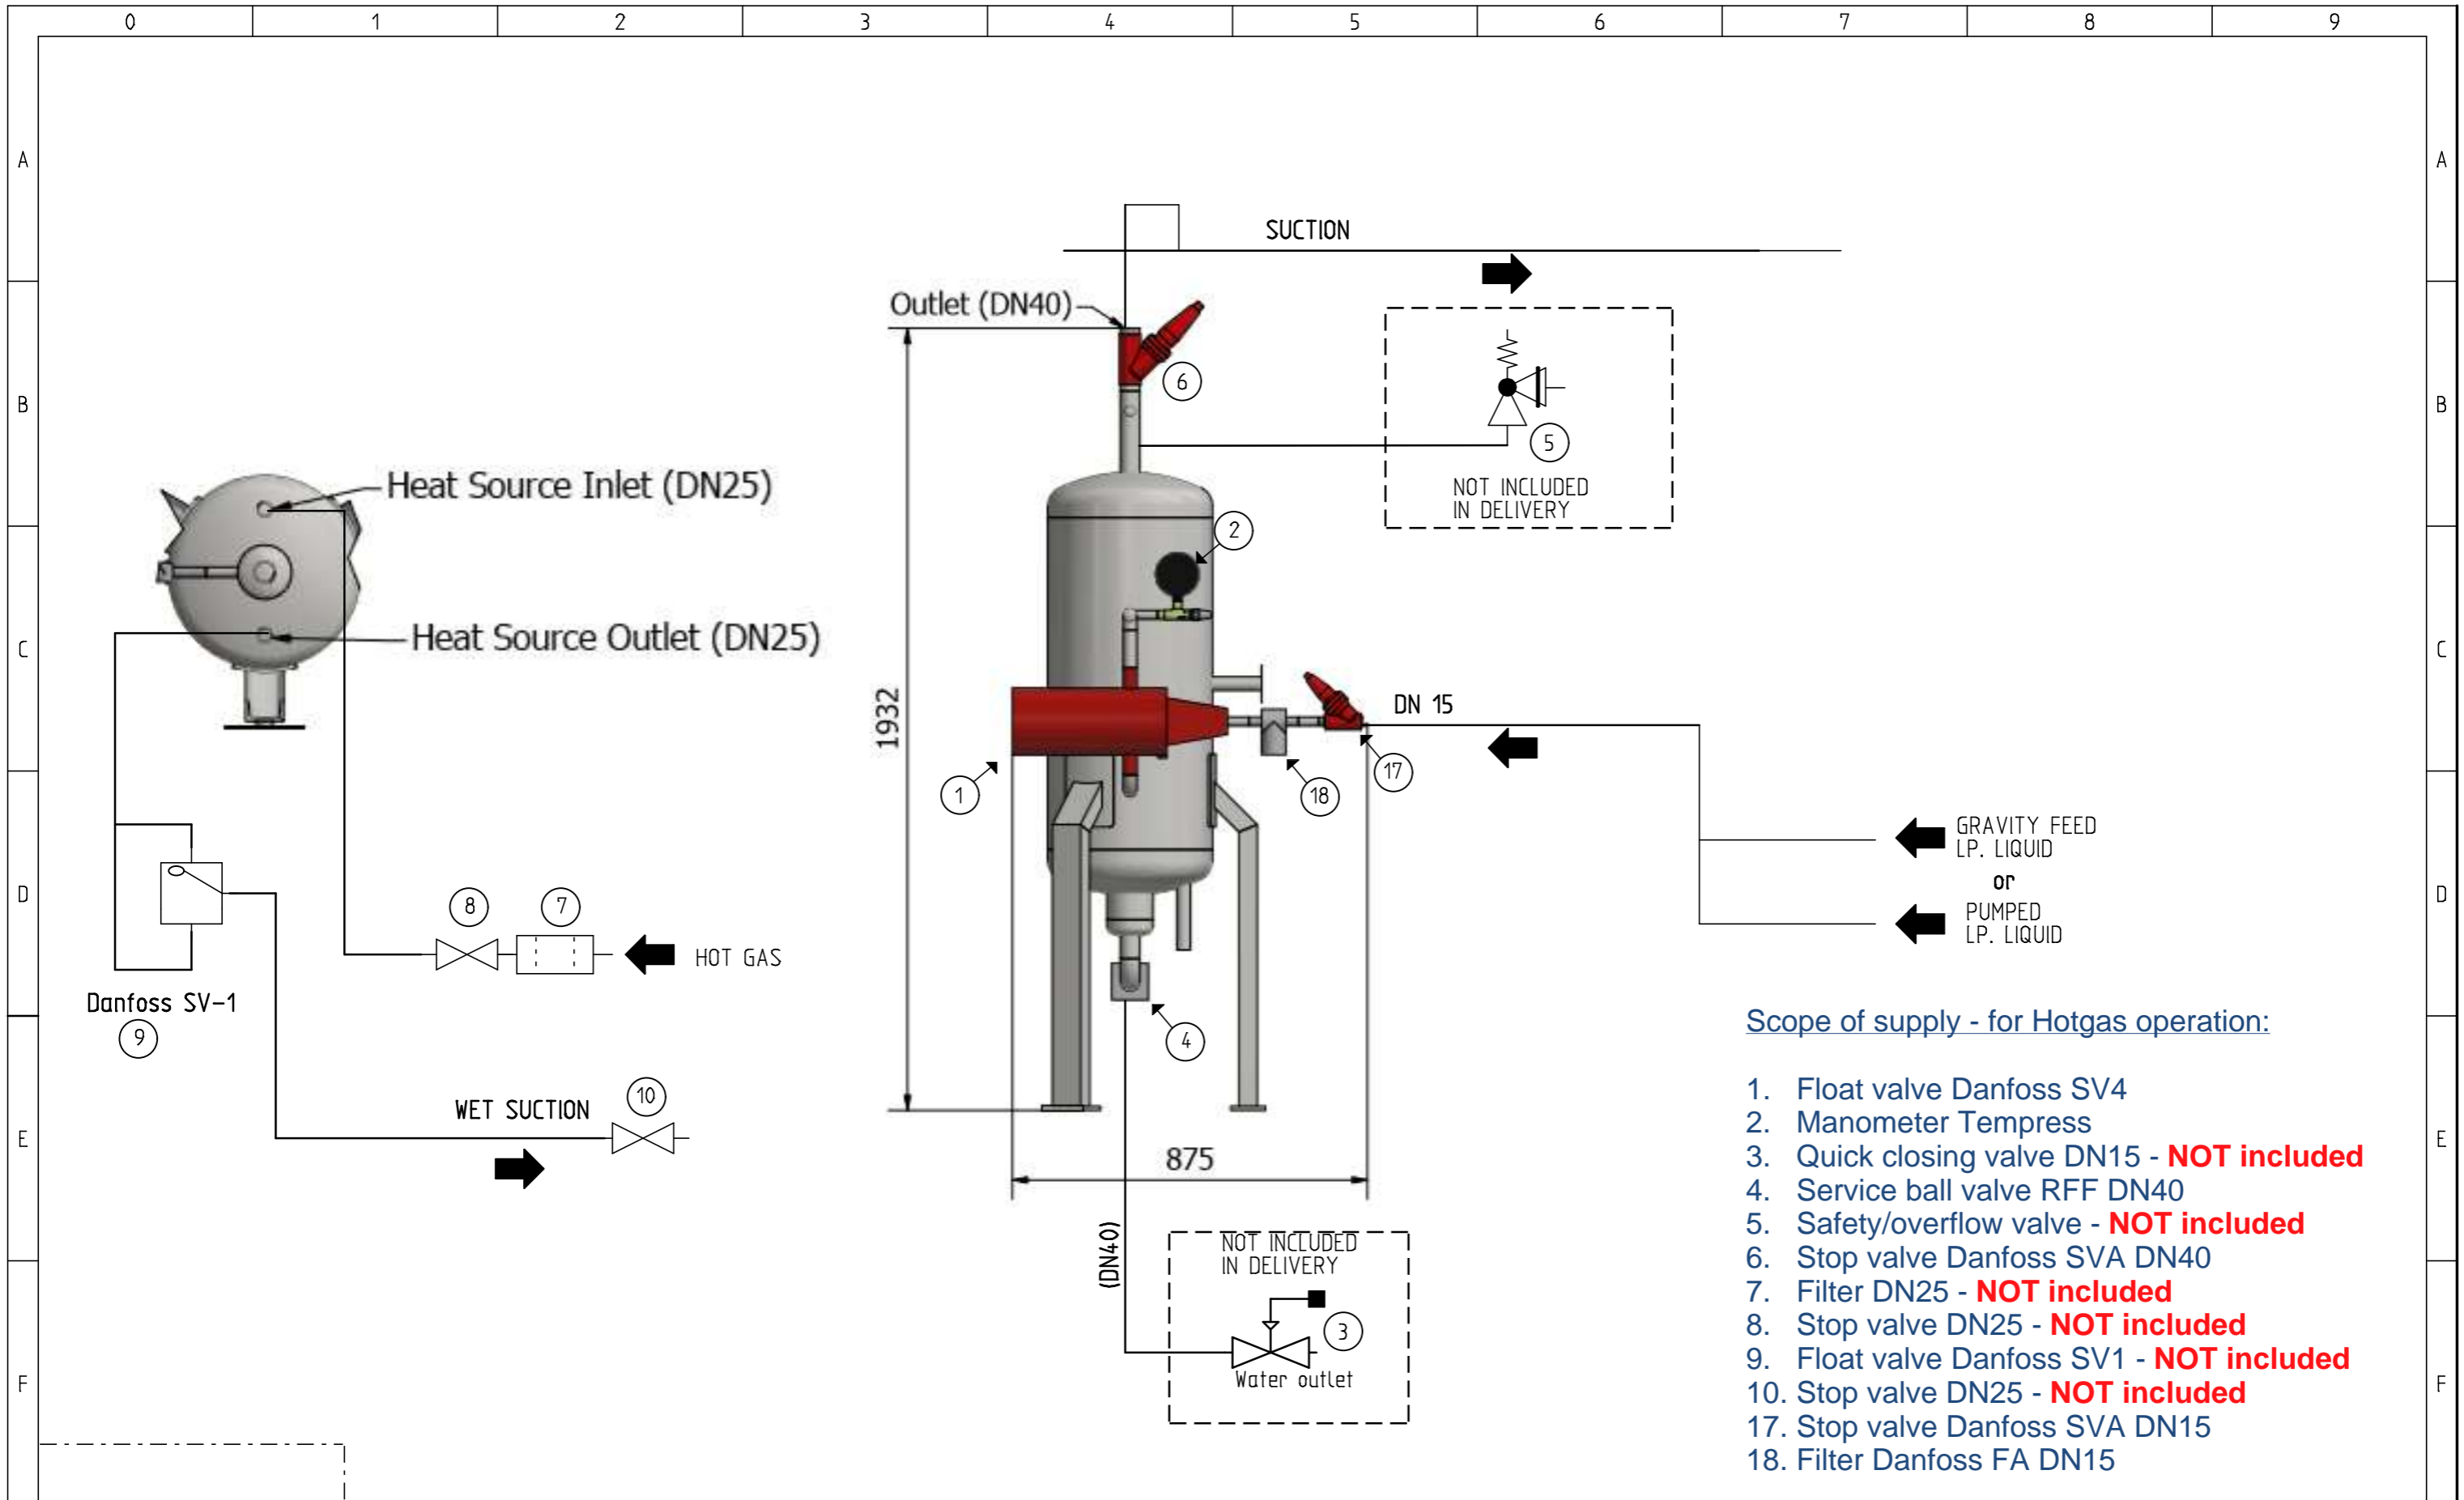 0 1 2 3 4 5 6 7 8 9
A A
SUCTION
Outlet (DN40)
6
B B
5
NOT INCLUDED
IN DELIVERY
Heat Source Inlet (DN25)
2
Heat Source Outlet (DN25)
C C
1932
DN 15
1
18
17
GRAVITY FEED
LP. LIQUID
or
PUMPED
LP. LIQUID
D D
8
7
HOT GAS
Danfoss SV-1
9
4
WET SUCTION
10
E E
875
(DN40)
NOT INCLUDED
IN DELIVERY
3
Water outlet
F F
Scope of supply - for Hotgas operation:
1. Float valve Danfoss SV4
2. Manometer Tempress
3. Quick closing valve DN15 - NOT included
4. Service ball valve RFF DN40
5. Safety/overflow valve - NOT included
6. Stop valve Danfoss SVA DN40
7. Filter DN25 - NOT included
8. Stop valve DN25 - NOT included
9. Float valve Danfoss SV1 - NOT included
10. Stop valve DN25 - NOT included
17. Stop valve Danfoss SVA DN15
18. Filter Danfoss FA DN15